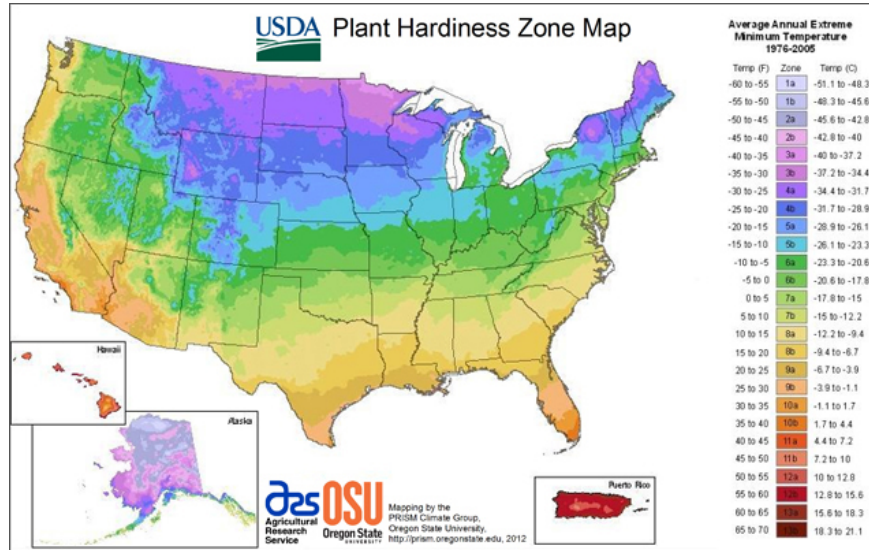 USDA Plant Hardiness Zone Map
Average Annual Extreme
Minimum Temperature
1976-2005
Temp (F) Zone Temp (C)
-60 to -55 1a -51.1 to -48.3
-55 to -50 1b -48.3 to -45.6
-50 to -45 2a -45.6 to -42.8
-45 to -40 2b -42.8 to -40
-40 to -35 3a -40 to -37.2
-35 to -30 3b -37.2 to -34.4
-30 to -25 4a -34.4 to -31.7
-25 to -20 4b -31.7 to -28.9
-20 to -15 5a -28.9 to -26.1
-15 to -10 5b -26.1 to -23.3
-10 to -5 6a -23.3 to -20.6
-5 to 0 6b -20.6 to -17.8
0 to 5 7a -17.8 to -15
5 to 10 7b -15 to -12.2
10 to 15 8a -12.2 to -9.4
15 to 20 8b -9.4 to -6.7
20 to 25 9a -6.7 to -3.9
25 to 30 9b -3.9 to -1.1
30 to 35 10a -1.1 to 1.7
35 to 40 10b 1.7 to 4.4
40 to 45 11a 4.4 to 7.2
45 to 50 11b 7.2 to 10
50 to 55 12a 10 to 12.8
55 to 60 12b 12.8 to 15.6
60 to 65 13a 15.6 to 18.3
65 to 70 13b 18.3 to 21.1
Hawaii
Alaska
Puerto Rico
ars
Agricultural
Research
Service
OSU
Oregon State
UNIVERSITY
Mapping by the
PRISM Climate Group,
Oregon State University,
http://prism.oregonstate.edu, 2012